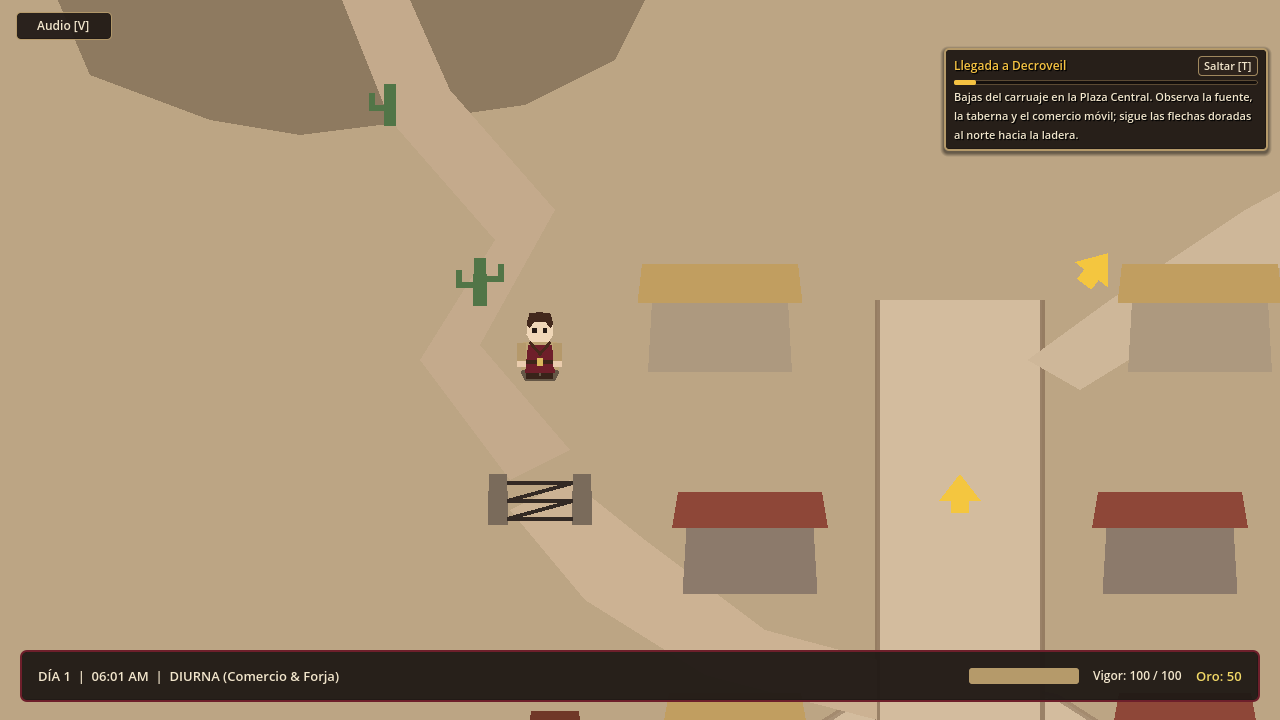 Audio [V]
Llegada a Decroveil
Saltar [T]
Bajas del carruaje en la Plaza Central. Observa la fuente,
la taberna y el comercio móvil; sigue las flechas doradas
al norte hacia la ladera.
DÍA 1 | 06:01 AM | DIURNA (Comercio & Forja)
Vigor: 100 / 100
Oro: 50